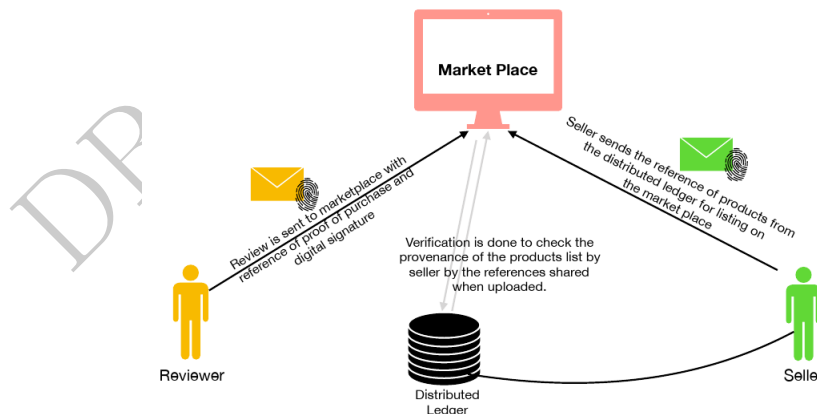 Market Place
Review is sent to marketplace with
reference of proof of purchase and
digital signature
Seller sends the reference of products from
the distributed ledger for listing on
the market place
Verification is done to check the
provenance of the products list by
seller by the references shared
when uploaded.
Reviewer
Distributed
Ledger
Selle